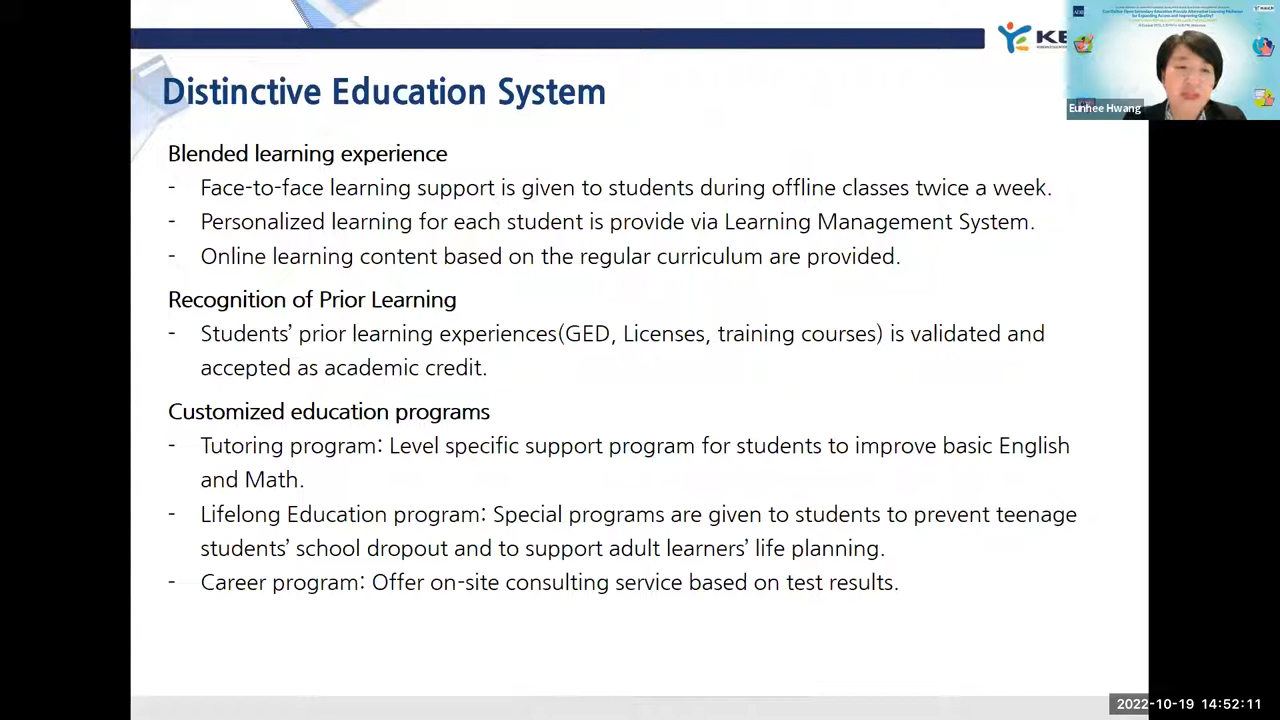 Distinctive Education System
Blended learning experience
- Face-to-face learning support is given to students during offline classes twice a week.
- Personalized learning for each student is provide via Learning Management System.
- Online learning content based on the regular curriculum are provided.
Recognition of Prior Learning
- Students’ prior learning experiences(GED, Licenses, training courses) is validated and
accepted as academic credit.
Customized education programs
- Tutoring program: Level specific support program for students to improve basic English
and Math.
- Lifelong Education program: Special programs are given to students to prevent teenage
students’ school dropout and to support adult learners’ life planning.
- Career program: Offer on-site consulting service based on test results.
Eunhee Hwang
2022-10-19 14:52:11